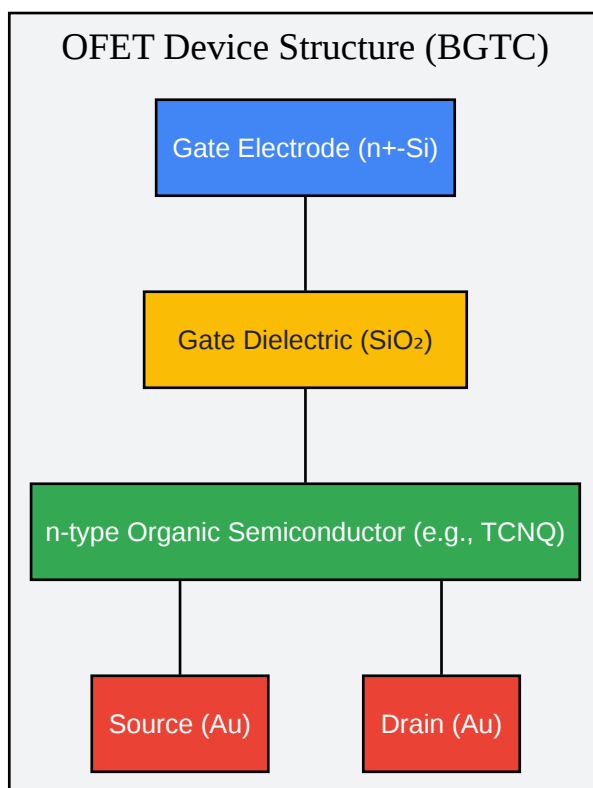 OFET Device Structure (BGTC)
Gate Electrode (n+-Si)
Gate Dielectric (SiO₂)
n-type Organic Semiconductor (e.g., TCNQ)
Source (Au)
Drain (Au)